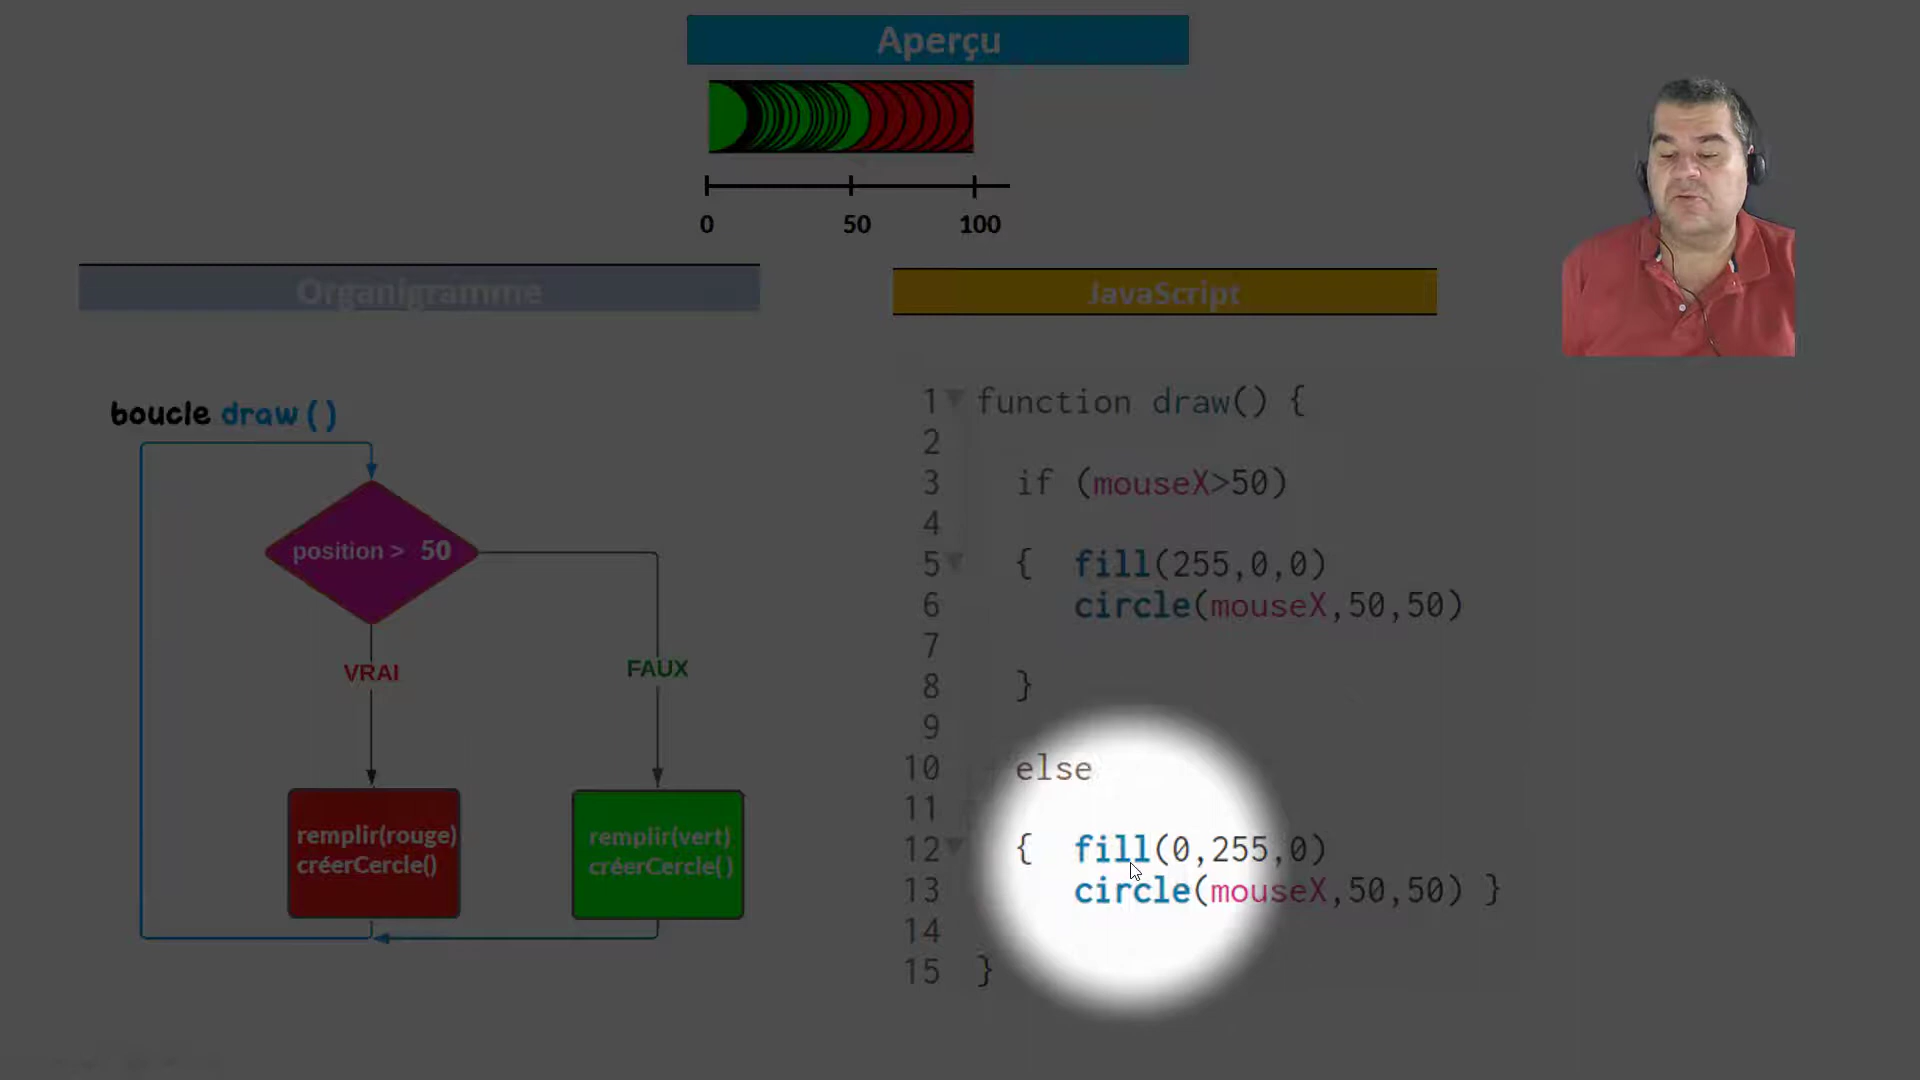 Aperçu
0 50 100
Organigramme
JavaScript
boucle draw()
position > 50
VRAI
FAUX
remplir(rouge)
créerCercle()
remplir(vert)
créerCercle()
1 function draw() {
2
3 if (mouseX>50)
4
5 { fill(255,0,0)
6 circle(mouseX,50,50)
7
8 }
9
10 else
11
12 { fill(0,255,0)
13 circle(mouseX,50,50) }
14
15 }